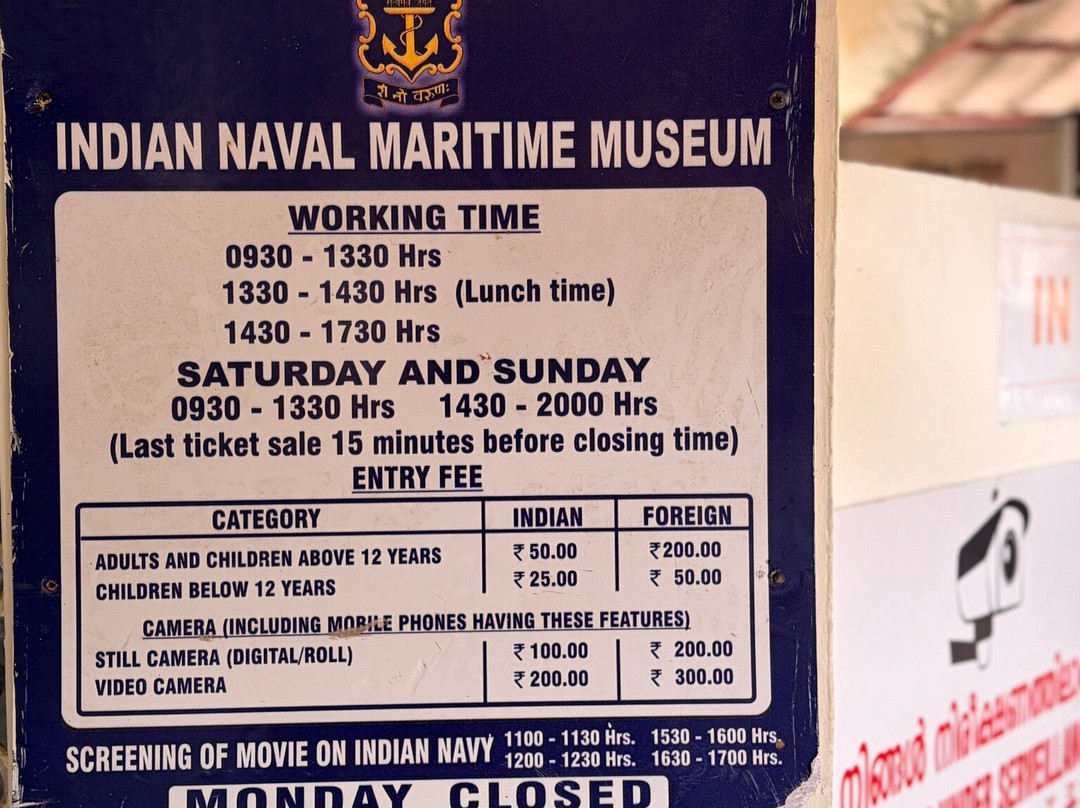 सत्यमेव जयते
शं नो वरुणः
INDIAN NAVAL MARITIME MUSEUM
WORKING TIME
0930 - 1330 Hrs
1330 - 1430 Hrs (Lunch time)
1430 - 1730 Hrs
SATURDAY AND SUNDAY
0930 - 1330 Hrs 1430 - 2000 Hrs
(Last ticket sale 15 minutes before closing time)
ENTRY FEE
CATEGORY INDIAN FOREIGN
ADULTS AND CHILDREN ABOVE 12 YEARS ₹ 50.00 ₹200.00
CHILDREN BELOW 12 YEARS ₹ 25.00 ₹ 50.00
CAMERA (INCLUDING MOBILE PHONES HAVING THESE FEATURES)
STILL CAMERA (DIGITAL/ROLL) ₹ 100.00 ₹ 200.00
VIDEO CAMERA ₹ 200.00 ₹ 300.00
SCREENING OF MOVIE ON INDIAN NAVY
1100 - 1130 Hrs. 1530 - 1600 Hrs.
1200 - 1230 Hrs. 1630 - 1700 Hrs.
MONDAY CLOSED
IN
നിങ്ങൾ